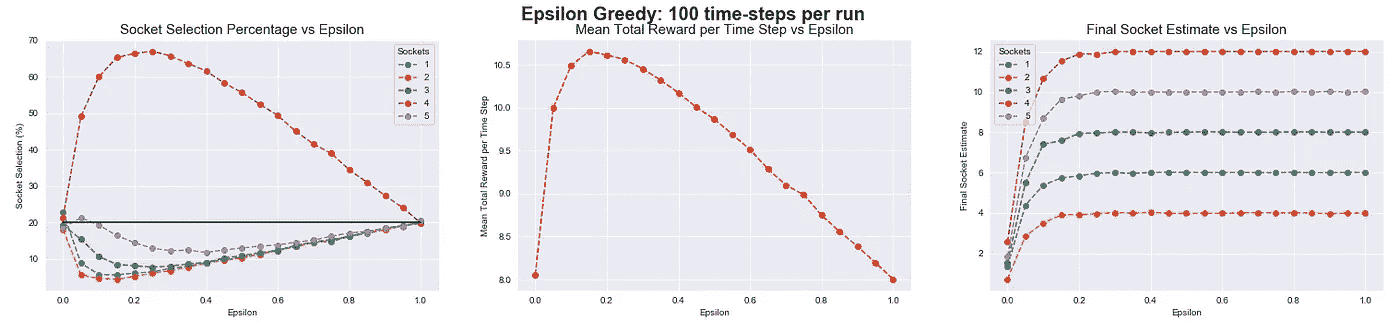 Epsilon Greedy: 100 time-steps per run
Socket Selection Percentage vs Epsilon
Socket Selection (%)
70
60
50
40
30
20
10
0.0 0.2 0.4 0.6 0.8 1.0
Epsilon
Sockets
1
2
3
4
5
Mean Total Reward per Time Step vs Epsilon
Mean Total Reward per Time Step
10.5
10.0
9.5
9.0
8.5
8.0
0.0 0.2 0.4 0.6 0.8 1.0
Epsilon
Final Socket Estimate vs Epsilon
Final Socket Estimate
12
10
8
6
4
2
0.0 0.2 0.4 0.6 0.8 1.0
Epsilon
Sockets
1
2
3
4
5